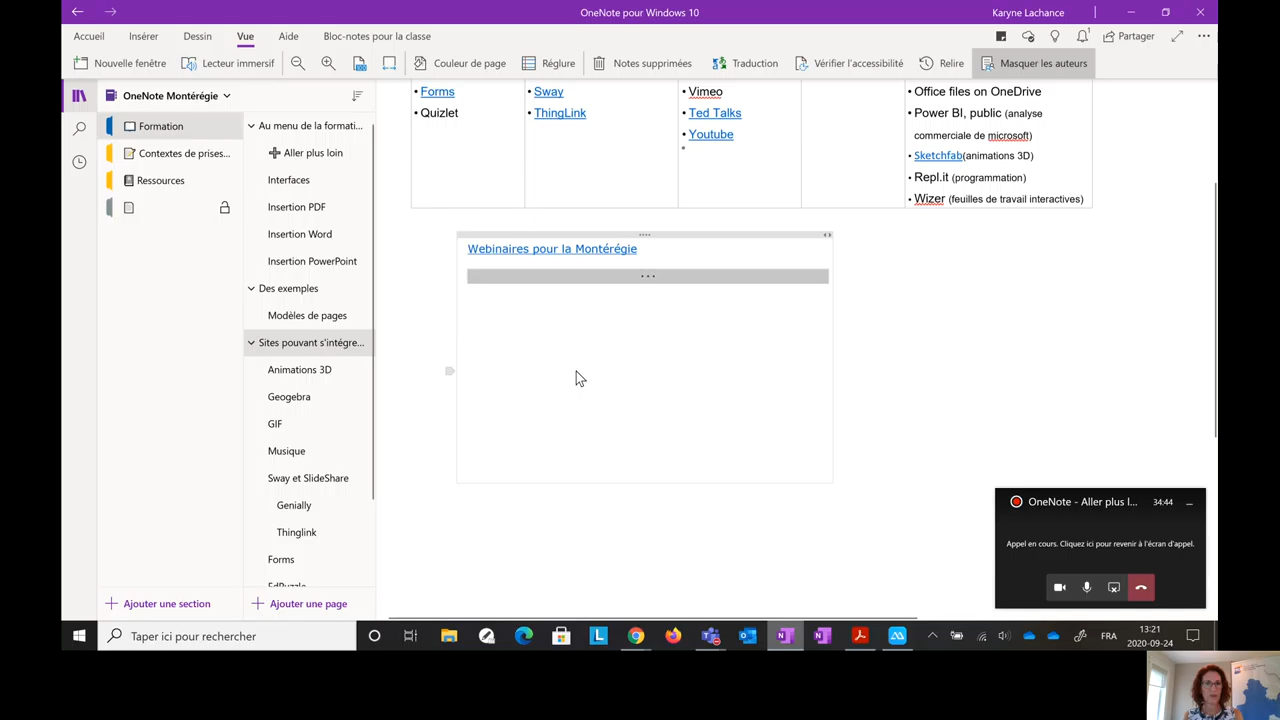 OneNote pour Windows 10
Karyne Lachance
Accueil Insérer Dessin Vue Aide Bloc-notes pour la classe
Partager
Nouvelle fenêtre Lecteur immersif Couleur de page Réglure Notes supprimées Traduction Vérifier l'accessibilité Relire Masquer les auteurs
OneNote Montérégie
Formation
Contextes de prises...
Ressources
Au menu de la formati...
Aller plus loin
Interfaces
Insertion PDF
Insertion Word
Insertion PowerPoint
Des exemples
Modèles de pages
Sites pouvant s'intégre...
Animations 3D
Geogebra
GIF
Musique
Sway et SlideShare
Genially
Thinglink
Forms
EdPuzzle
Ajouter une section
Ajouter une page
• Forms
• Quizlet
• Sway
• ThingLink
• Vimeo
• Ted Talks
• Youtube
• Office files on OneDrive
• Power BI, public (analyse
commerciale de microsoft)
• Sketchfab(animations 3D)
• Repl.it (programmation)
• Wizer (feuilles de travail interactives)
Webinaires pour la Montérégie
OneNote - Aller plus l... 34:44
Appel en cours. Cliquez ici pour revenir à l'écran d'appel.
Taper ici pour rechercher
FRA
13:21
2020-09-24